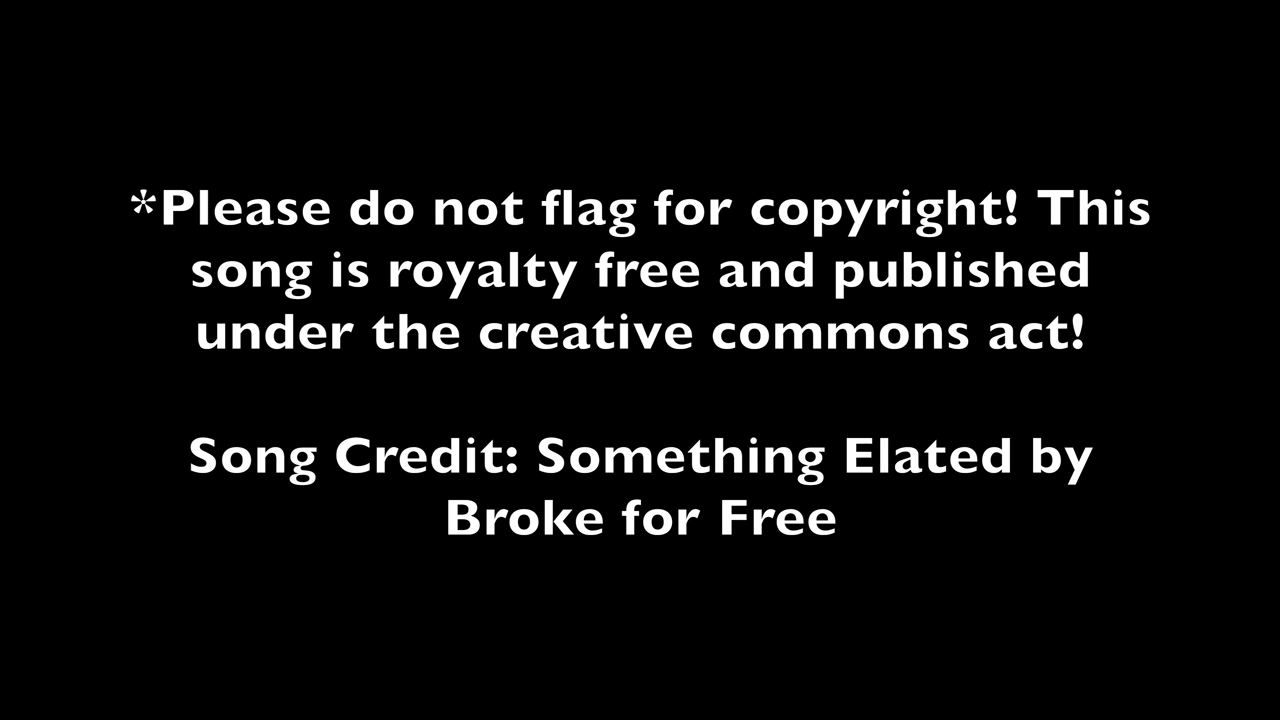 *Please do not flag for copyright! This
song is royalty free and published
under the creative commons act!
Song Credit: Something Elated by
Broke for Free